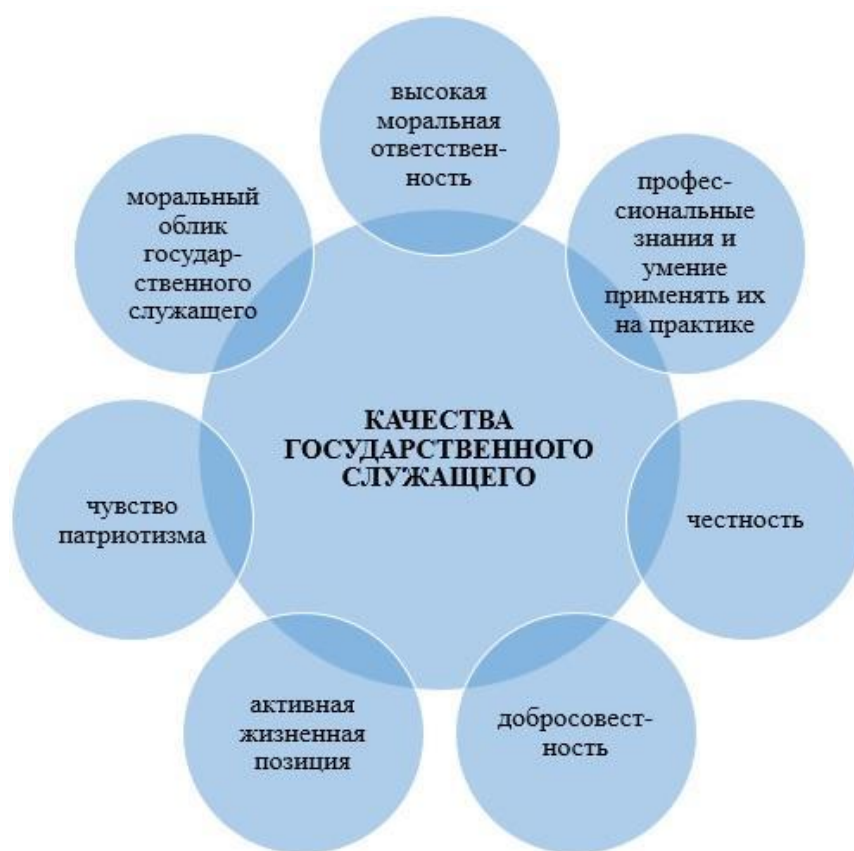 высокая
моральная
ответствен-
ность
профес-
сиональные
знания и
умение
применять их
на практике
честность
добросовест-
ность
активная
жизненная
позиция
чувство
патриотизма
моральный
облик
государ-
ственного
служащего
КАЧЕСТВА
ГОСУДАРСТВЕННОГО
СЛУЖАЩЕГО